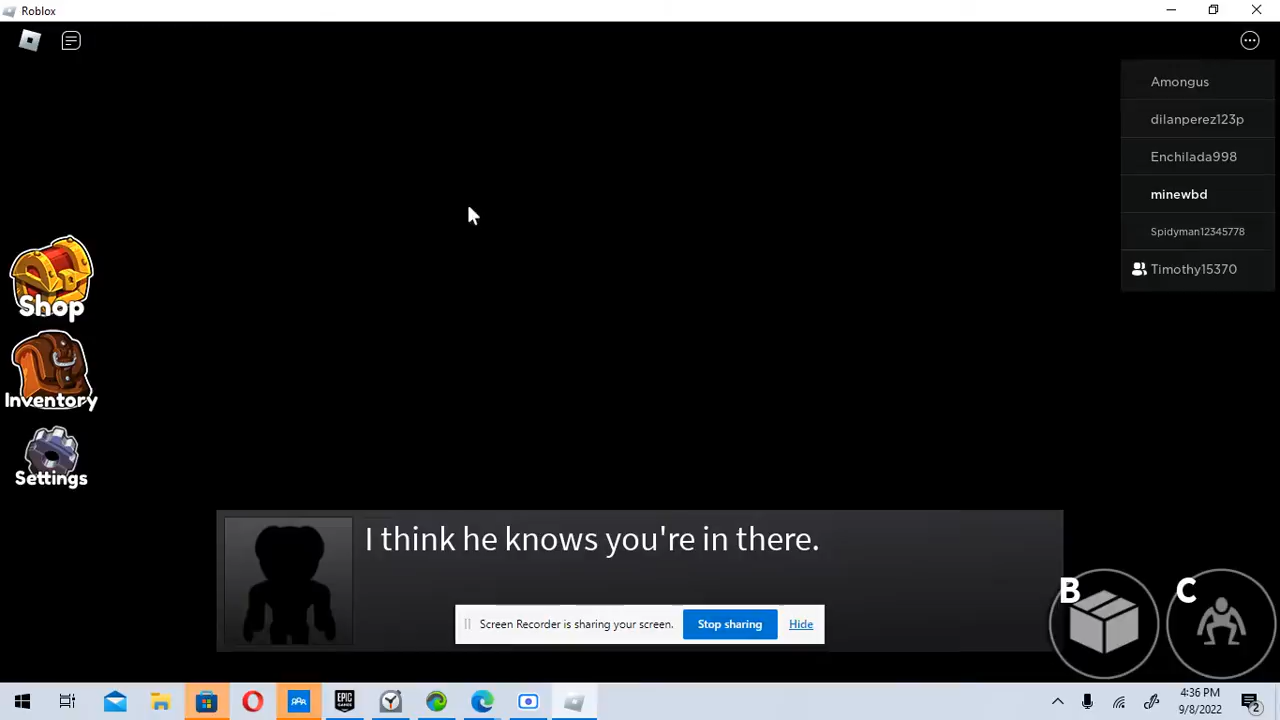 Roblox
Amongus
dilanperez123p
Enchilada998
minewbd
Spidyman12345778
Timothy15370
Shop
Inventory
Settings
I think he knows you're in there.
B
C
Screen Recorder is sharing your screen.
Stop sharing
Hide
EPIC
GAMES
4:36 PM
9/8/2022
2